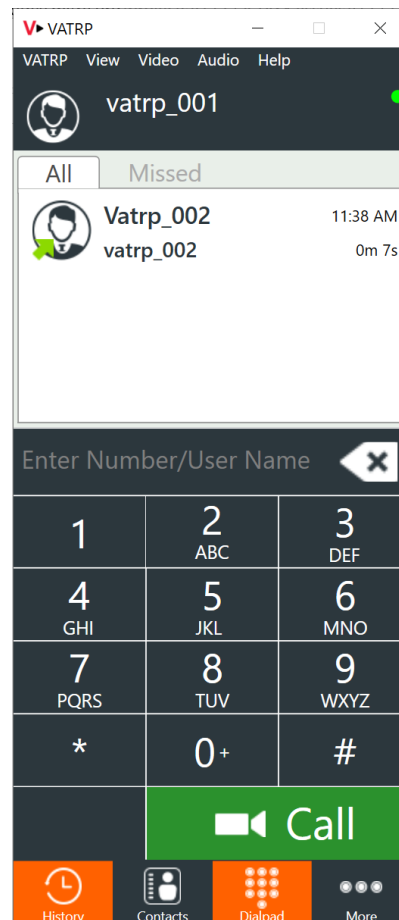 VATRP
VATRP View Video Audio Help
vatrp_001
All Missed
Vatrp_002 11:38 AM
vatrp_002 0m 7s
Enter Number/User Name
1 2 3
ABC DEF
4 5 6
GHI JKL MNO
7 8 9
PQRS TUV WXYZ
* 0+ #
Call
History Contacts Dialpad More